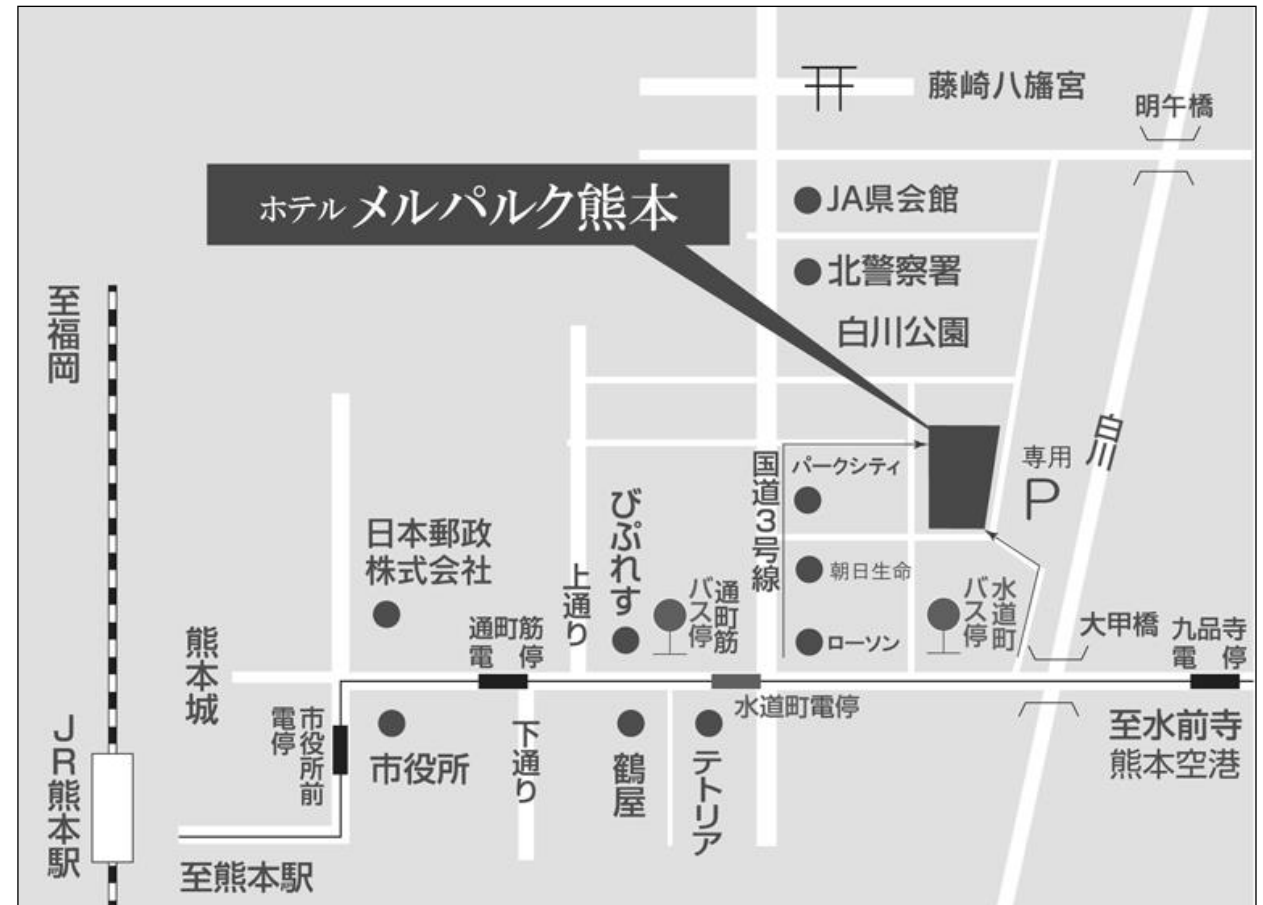 藤崎八旛宮
明午橋
ホテル メルパルク熊本
JA県会館
北警察署
白川公園
至福岡
白川
専用
P
国道3号線
パークシティ
びぷれす
日本郵政
株式会社
上通り
朝日生命
通町筋
バス停
水道町
バス停
大甲橋
九品寺
電停
通町筋
電停
ローソン
熊本城
水道町電停
市役所前
電停
市役所
下通り
鶴屋
テトリア
至水前寺
熊本空港
JR熊本駅
至熊本駅